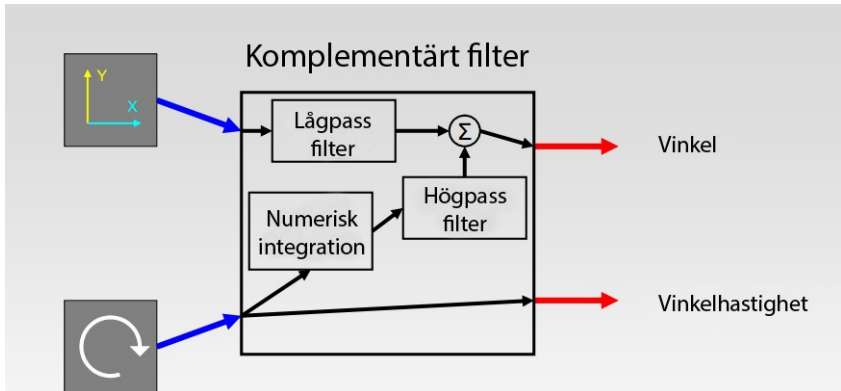 Komplementärt filter
Y
X
Lågpass
filter
Σ
Vinkel
Högpass
filter
Numerisk
integration
Vinkelhastighet